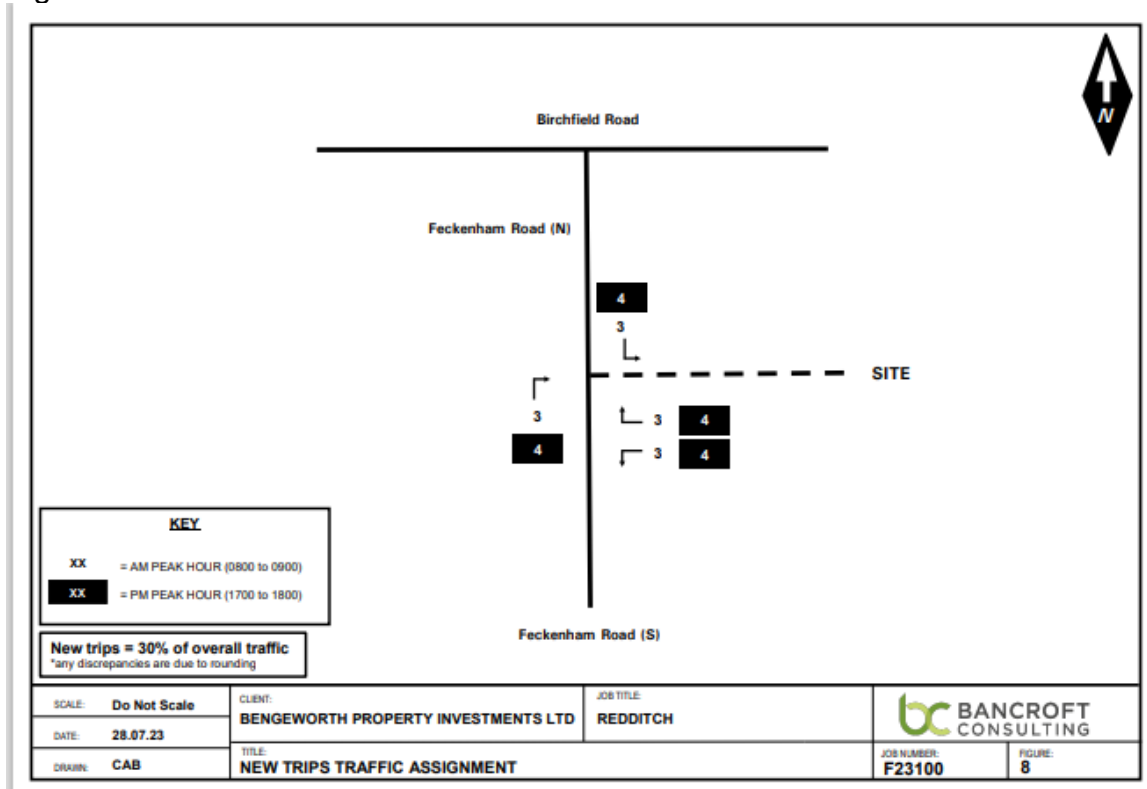 N
Birchfield Road
Feckenham Road (N)
4
3
SITE
3
4
3 4
3 4
KEY
XX = AM PEAK HOUR (0800 to 0900)
XX = PM PEAK HOUR (1700 to 1800)
New trips = 30% of overall traffic
*any discrepancies are due to rounding
Feckenham Road (S)
SCALE: Do Not Scale
DATE: 28.07.23
DRAWN: CAB
CLIENT:
BENGEWORTH PROPERTY INVESTMENTS LTD
JOB TITLE:
REDDITCH
TITLE:
NEW TRIPS TRAFFIC ASSIGNMENT
bc BANCROFT
CONSULTING
JOB NUMBER:
F23100
FIGURE:
8